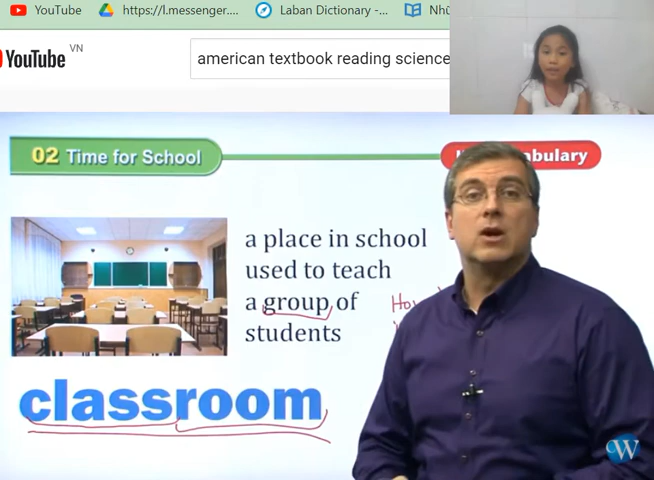 YouTube
https://l.messenger....
Laban Dictionary -...
YouTube VN
american textbook reading science
02 Time for School
a place in school
used to teach
a group of
students
classroom
W